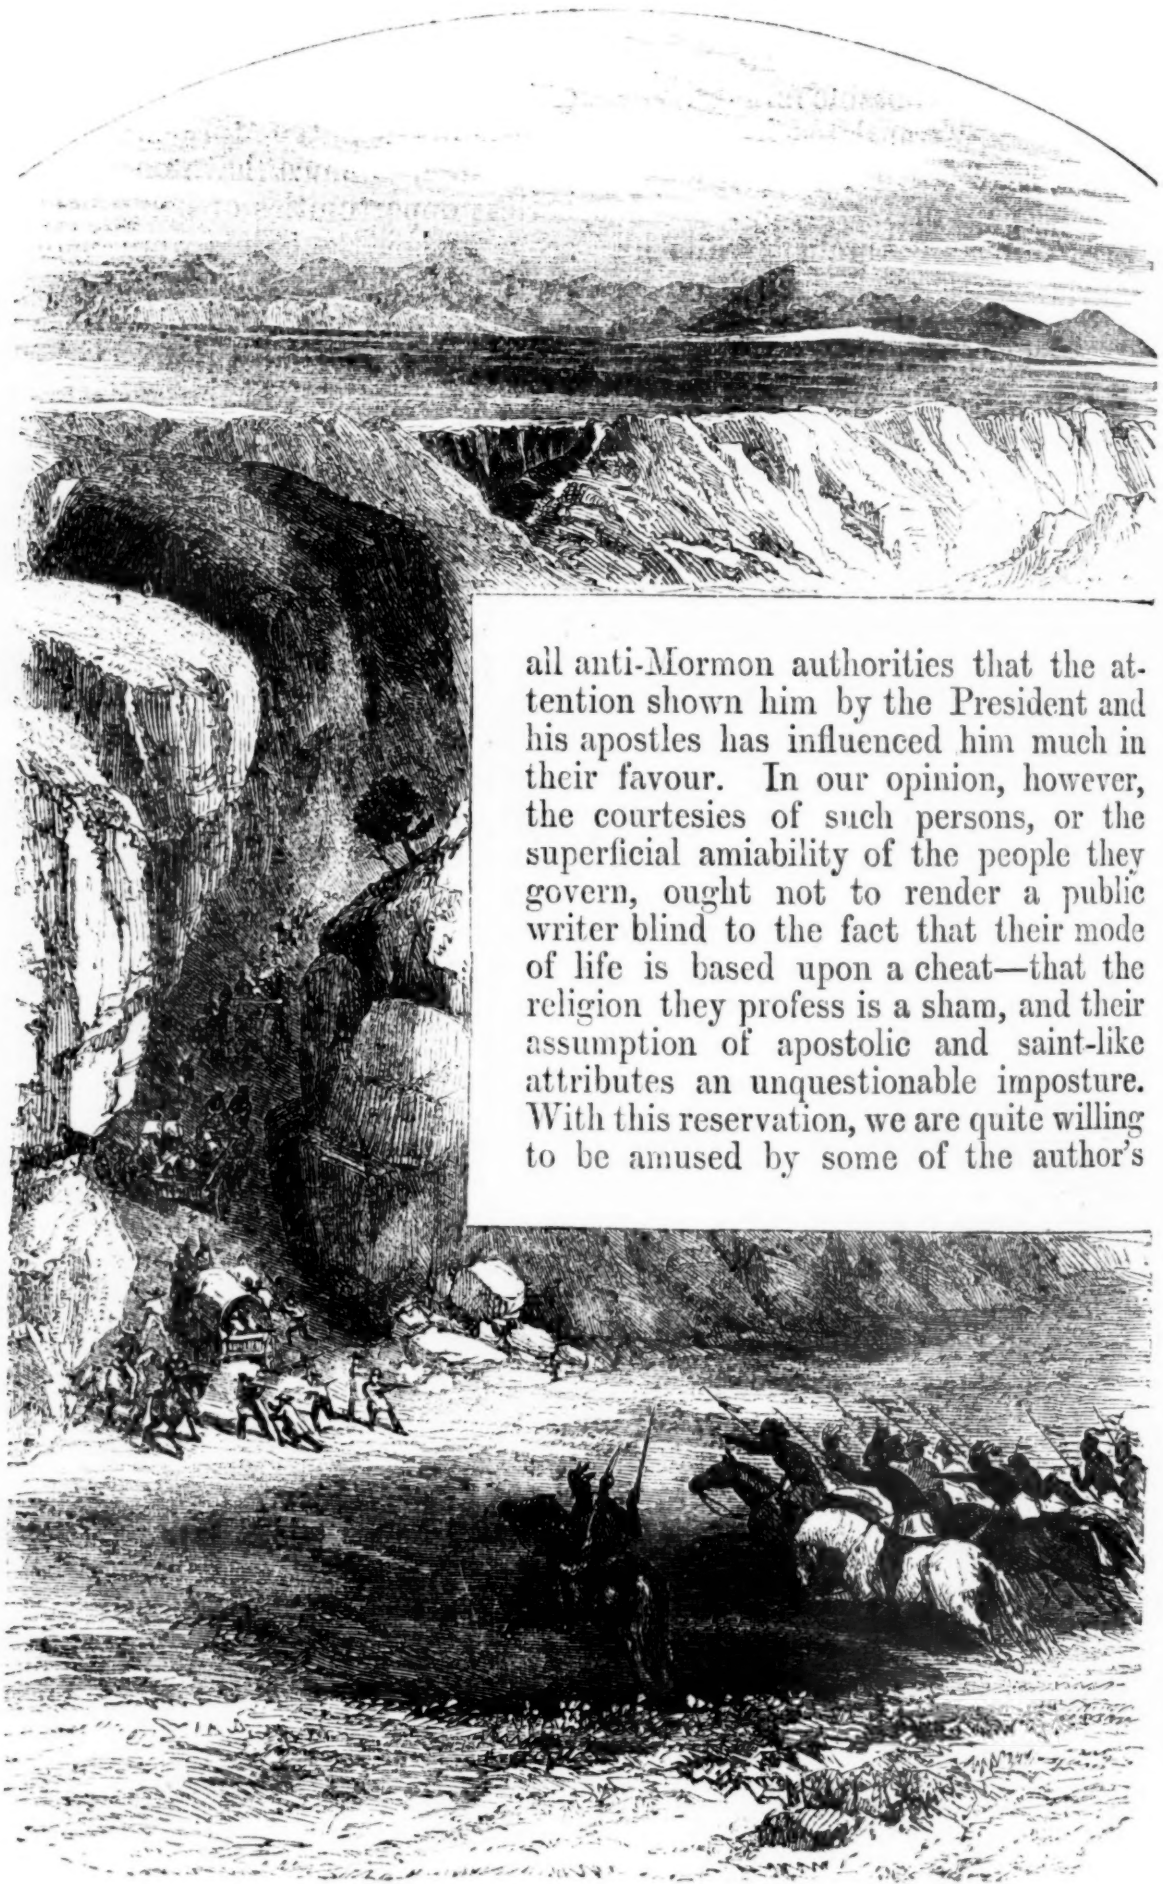 all anti-Mormon authorities that the at-
tention shown him by the President and
his apostles has influenced him much in
their favour. In our opinion, however,
the courtesies of such persons, or the
superficial amiability of the people they
govern, ought not to render a public
writer blind to the fact that their mode
of life is based upon a cheat—that the
religion they profess is a sham, and their
assumption of apostolic and saint-like
attributes an unquestionable imposture.
With this reservation, we are quite willing
to be amused by some of the author's